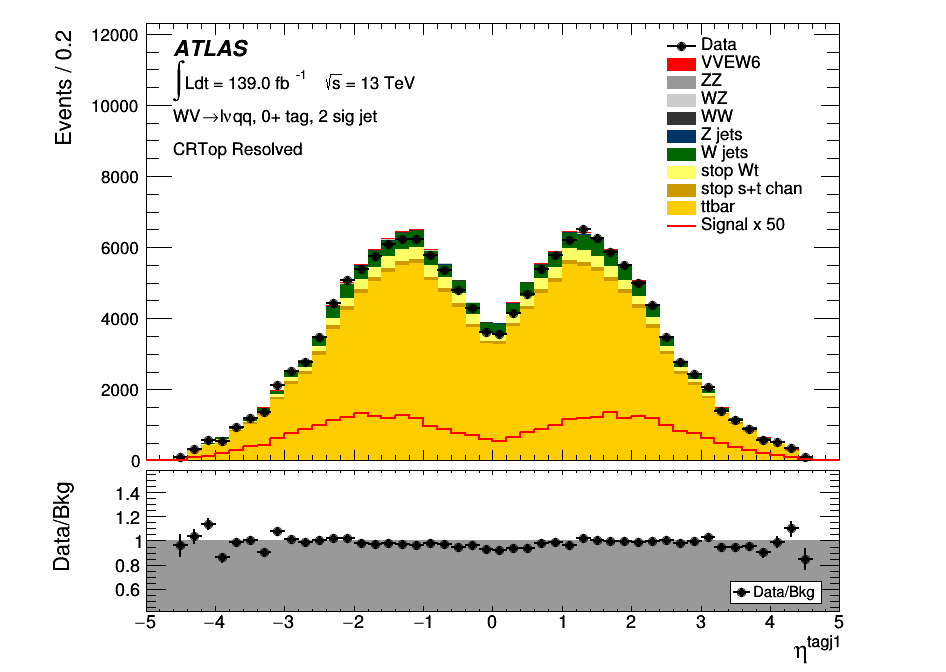 ATLAS
∫Ldt = 139.0 fb⁻¹ √s = 13 TeV
WV→lνqq, 0+ tag, 2 sig jet
CRTop Resolved
Data
VVEW6
ZZ
WZ
WW
Z jets
W jets
stop Wt
stop s+t chan
ttbar
Signal x 50
Events / 0.2
12000
10000
8000
6000
4000
2000
0
Data/Bkg
1.4
1.2
1
0.8
0.6
Data/Bkg
−5 −4 −3 −2 −1 0 1 2 3 4 5
η^tagj1